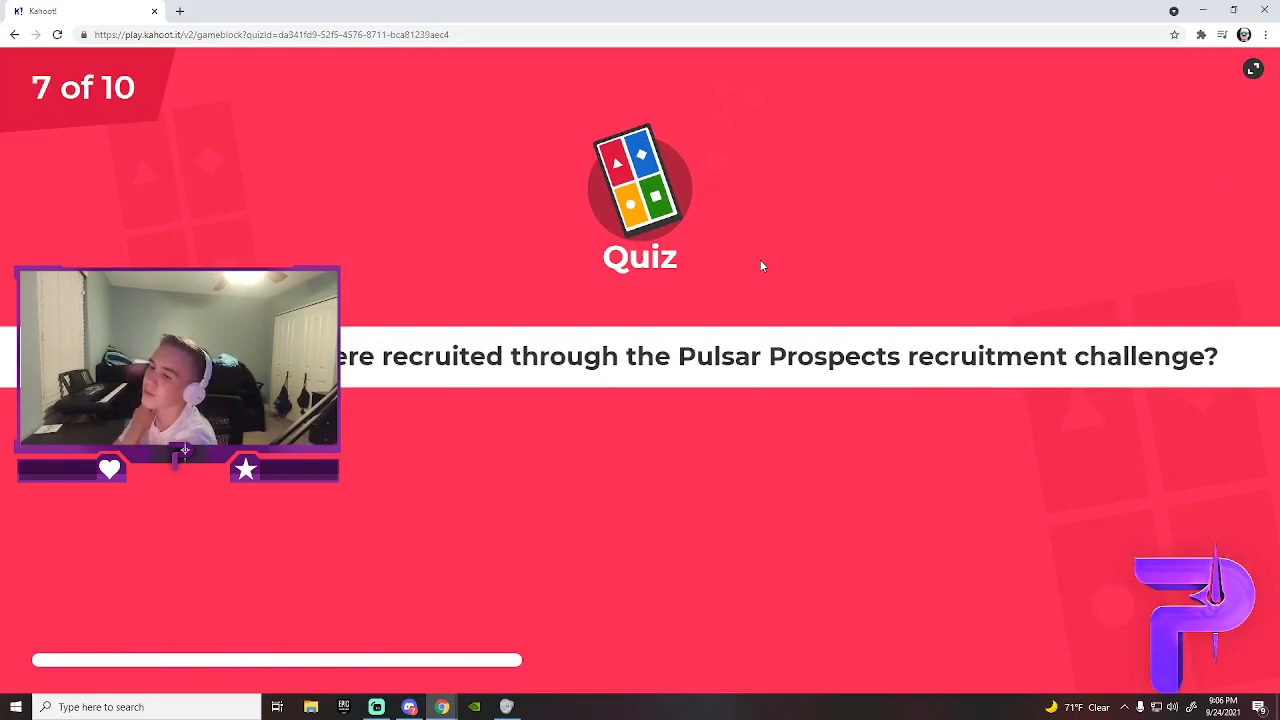 Kahoot!
https://play.kahoot.it/v2/gameblock?quizId=da341fd9-52f5-4576-8711-bca81239aec4
7 of 10
Quiz
recruited through the Pulsar Prospects recruitment challenge?
Type here to search
EPIC
71°F Clear
9:06 PM
9/24/2021